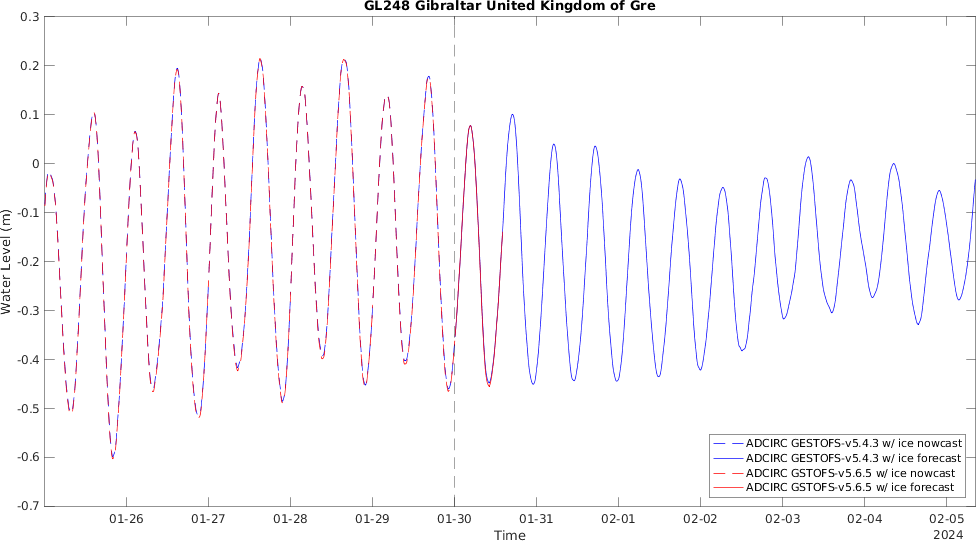 GL248 Gibraltar United Kingdom of Gre
0.3
0.2
0.1
0
-0.1
-0.2
-0.3
-0.4
-0.5
-0.6
-0.7
Water Level (m)
ADCIRC GESTOFS-v5.4.3 w/ ice nowcast
ADCIRC GESTOFS-v5.4.3 w/ ice forecast
ADCIRC GSTOFS-v5.6.5 w/ ice nowcast
ADCIRC GSTOFS-v5.6.5 w/ ice forecast
01-26 01-27 01-28 01-29 01-30 01-31 02-01 02-02 02-03 02-04 02-05
Time
2024